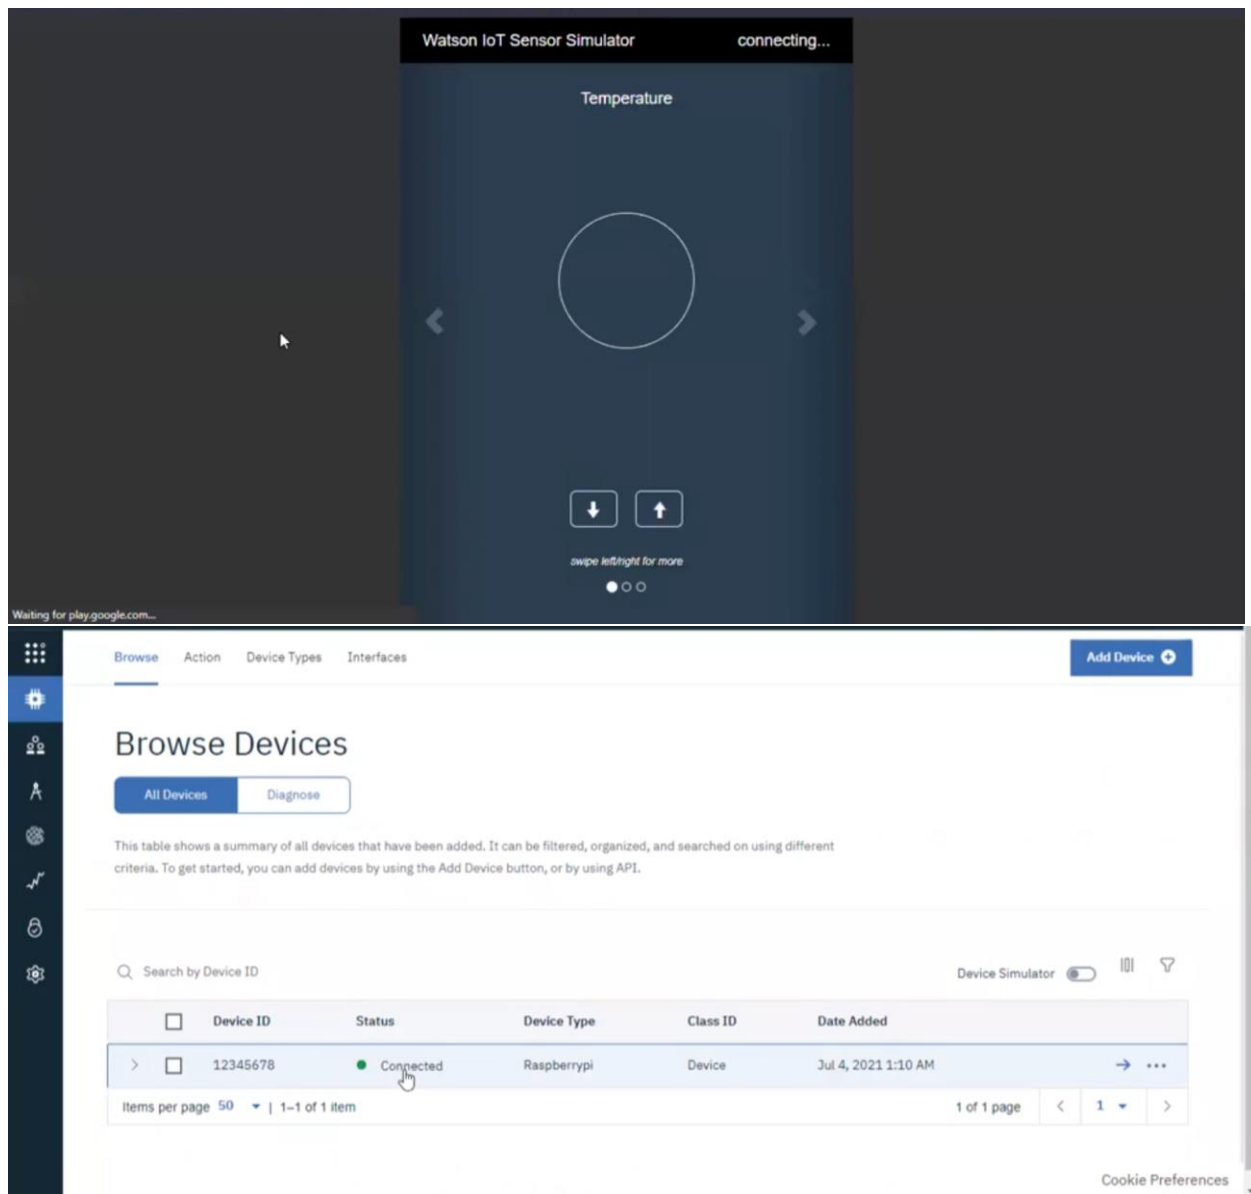 Watson IoT Sensor Simulator connecting...
Temperature
swipe left/right for more
Waiting for play.google.com...
Browse Action Device Types Interfaces Add Device
Browse Devices
All Devices Diagnose
This table shows a summary of all devices that have been added. It can be filtered, organized, and searched on using different
criteria. To get started, you can add devices by using the Add Device button, or by using API.
Search by Device ID Device Simulator
Device ID Status Device Type Class ID Date Added
12345678 Connected Raspberrypi Device Jul 4, 2021 1:10 AM
Items per page 50 | 1–1 of 1 item 1 of 1 page 1
Cookie Preferences